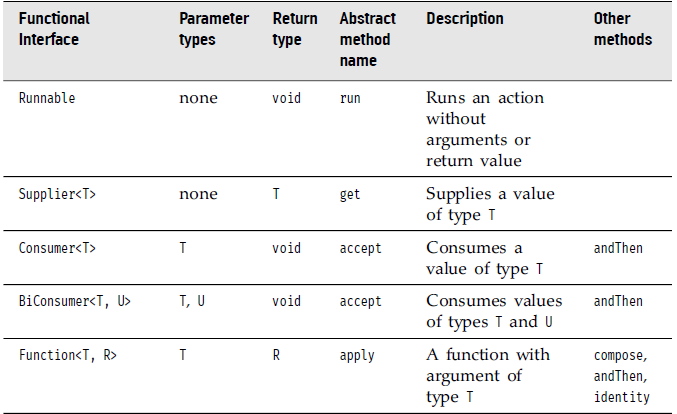 Functional Interface | Parameter types | Return type | Abstract method name | Description | Other methods
Runnable | none | void | run | Runs an action without arguments or return value |
Supplier<T> | none | T | get | Supplies a value of type T |
Consumer<T> | T | void | accept | Consumes a value of type T | andThen
BiConsumer<T, U> | T, U | void | accept | Consumes values of types T and U | andThen
Function<T, R> | T | R | apply | A function with argument of type T | compose, andThen, identity